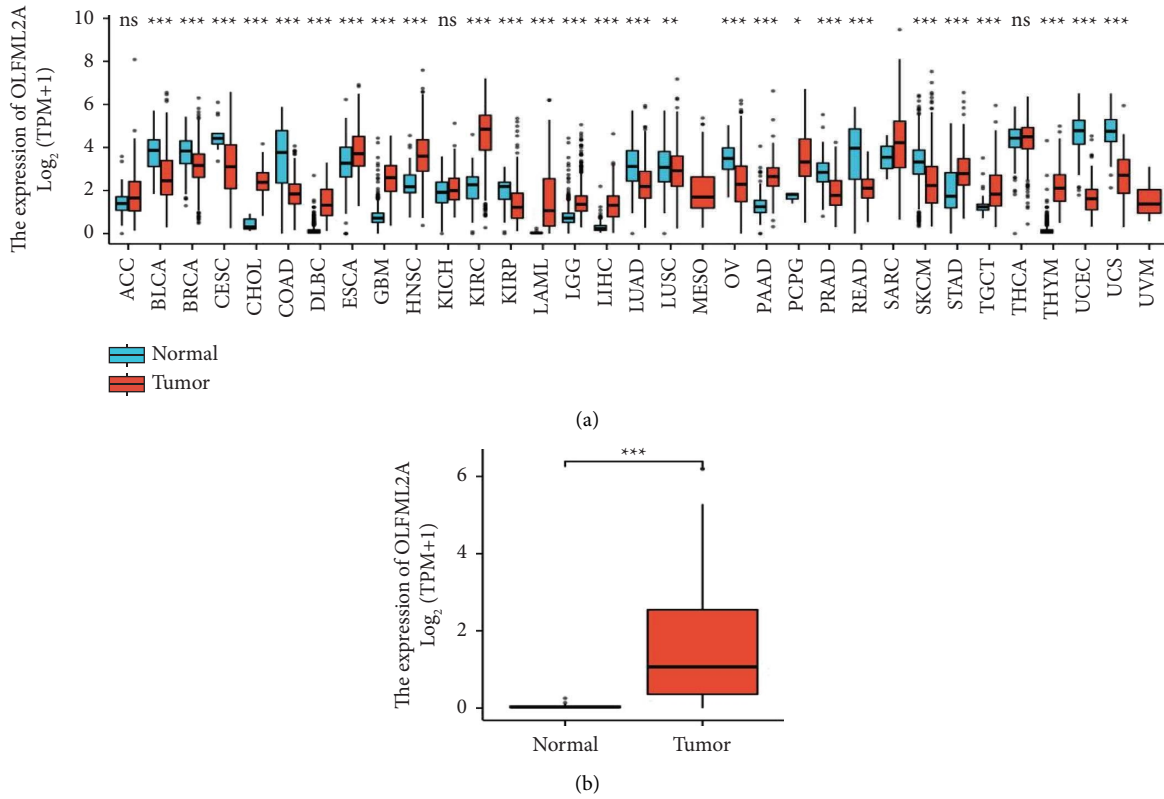 ns *** *** *** *** *** *** *** *** *** ns *** *** *** *** *** *** ** *** *** * *** *** *** *** *** ns *** *** ***
The expression of OLFML2A
Log₂ (TPM+1)
10
8
6
4
2
0
ACC BLCA BRCA CESC CHOL COAD DLBC ESCA GBM HNSC KICH KIRC KIRP LAML LGG LIHC LUAD LUSC MESO OV PAAD PCPG PRAD READ SARC SKCM STAD TGCT THCA THYM UCEC UCS UVM
Normal
Tumor
(a)
***
The expression of OLFML2A
Log₂ (TPM+1)
6
4
2
0
Normal Tumor
(b)